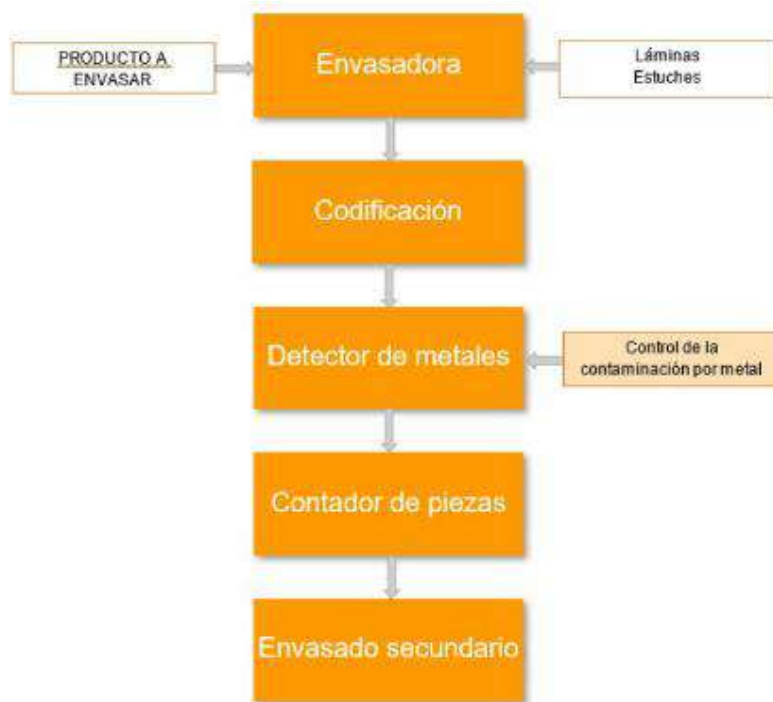 PRODUCTO A
ENVASAR
Envasadora
Láminas
Estuches
Codificación
Detector de metales
Control de la
contaminación por metal
Contador de piezas
Envasado secundario